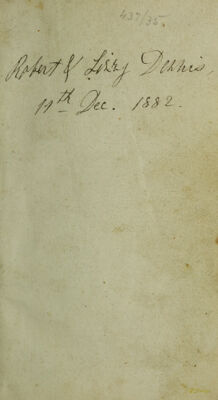 437/35.
Robert & Lizzy Dennis,
11th Dec. 1882.